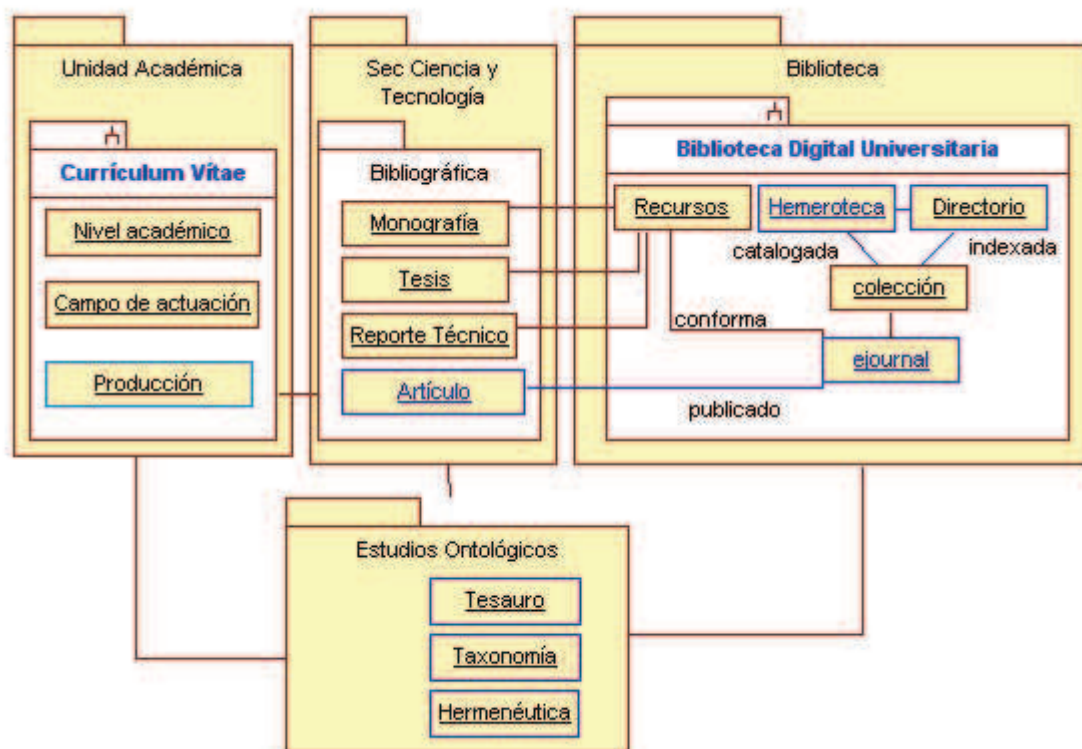 Unidad Académica
Currículum Vítae
Nivel académico
Campo de actuación
Producción
Sec Ciencia y
Tecnología
Bibliográfica
Monografía
Tesis
Reporte Técnico
Artículo
Biblioteca
Biblioteca Digital Universitaria
Recursos
Hemeroteca
Directorio
catalogada
indexada
colección
conforma
ejournal
publicado
Estudios Ontológicos
Tesauro
Taxonomía
Hermenéutica